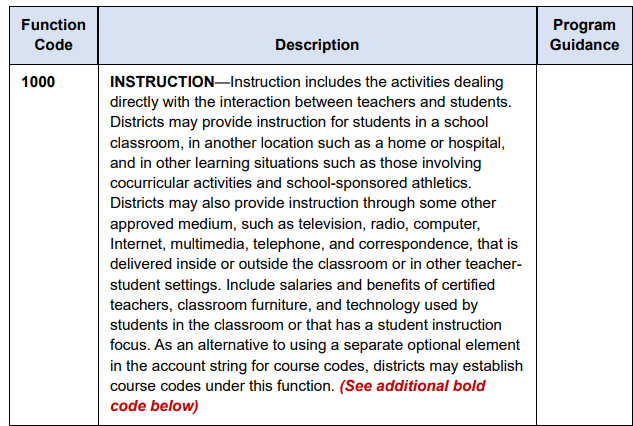 Function Code
Description
Program Guidance
1000
INSTRUCTION—Instruction includes the activities dealing
directly with the interaction between teachers and students.
Districts may provide instruction for students in a school
classroom, in another location such as a home or hospital,
and in other learning situations such as those involving
cocurricular activities and school-sponsored athletics.
Districts may also provide instruction through some other
approved medium, such as television, radio, computer,
Internet, multimedia, telephone, and correspondence, that is
delivered inside or outside the classroom or in other teacher-
student settings. Include salaries and benefits of certified
teachers, classroom furniture, and technology used by
students in the classroom or that has a student instruction
focus. As an alternative to using a separate optional element
in the account string for course codes, districts may establish
course codes under this function. (See additional bold
code below)